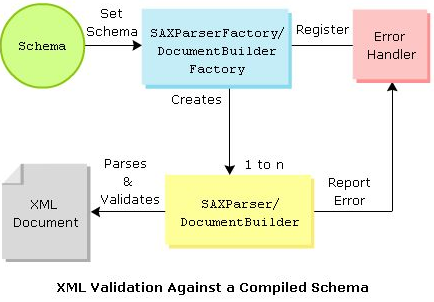 Set
Schema
Schema
SAXParserFactory/
DocumentBuilder
Factory
Register
Error
Handler
Creates
1 to n
Parses
&
Validates
XML
Document
SAXParser/
DocumentBuilder
Report
Error
XML Validation Against a Compiled Schema